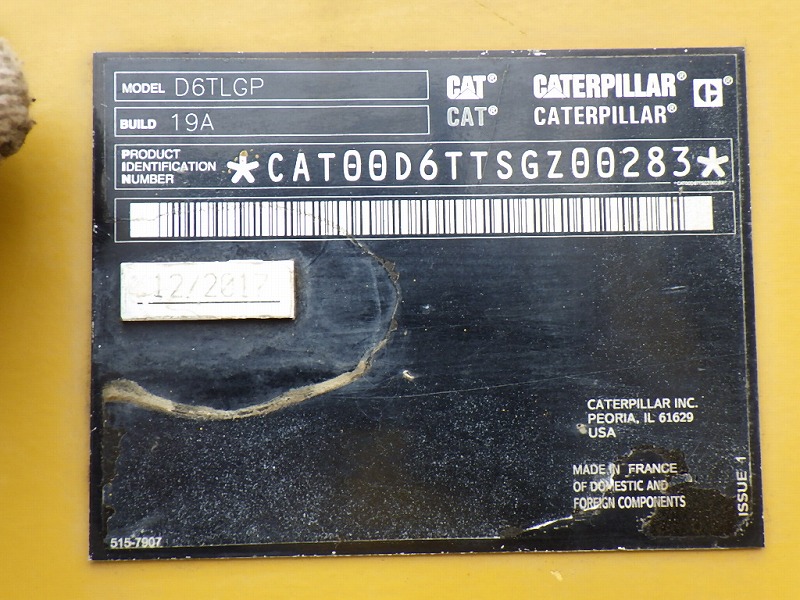 MODEL D6TLGP
CAT® CATERPILLAR® C®
BUILD 19A
CAT® CATERPILLAR®
PRODUCT IDENTIFICATION NUMBER *CAT00D6TTSGZ00283*
*CAT00D6TTSGZ00283*
12/2017
CATERPILLAR INC.
PEORIA, IL 61629
USA
MADE IN FRANCE
OF DOMESTIC AND
FOREIGN COMPONENTS
ISSUE 1
515-7907